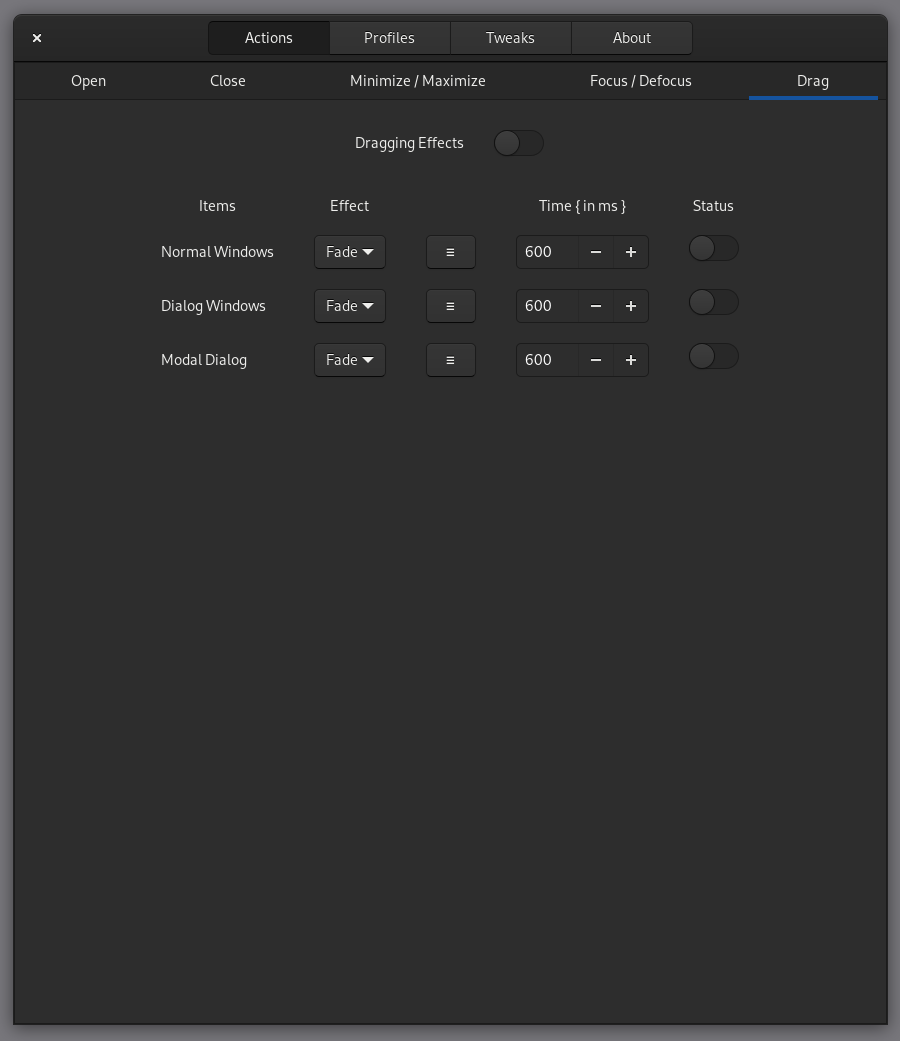 Actions Profiles Tweaks About
Open Close Minimize / Maximize Focus / Defocus Drag
Dragging Effects
Items Effect Time { in ms } Status
Normal Windows Fade 600
Dialog Windows Fade 600
Modal Dialog Fade 600